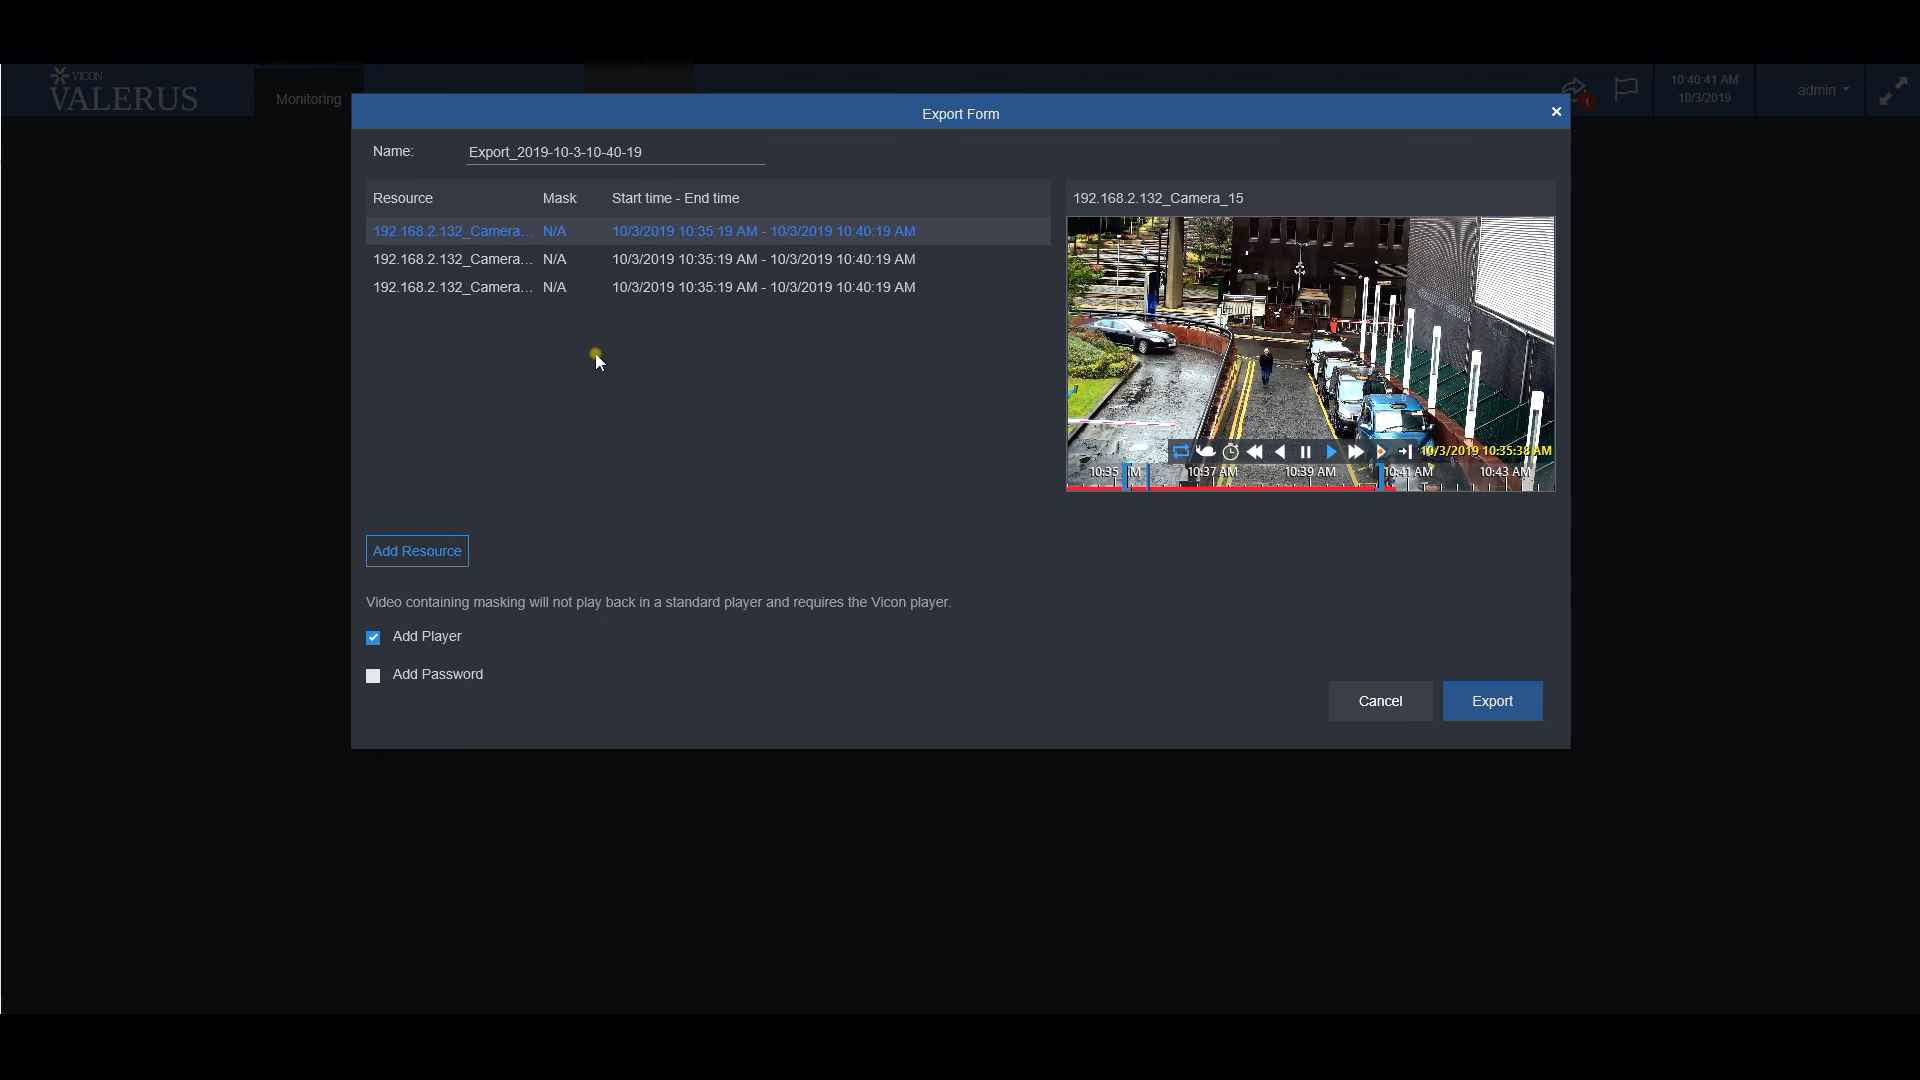 VICON
VALERUS
Monitoring
1
10:40:41 AM
10/3/2019
admin
Export Form
Name:
Export_2019-10-3-10-40-19
Resource Mask Start time - End time
192.168.2.132_Camera... N/A 10/3/2019 10:35:19 AM - 10/3/2019 10:40:19 AM
192.168.2.132_Camera... N/A 10/3/2019 10:35:19 AM - 10/3/2019 10:40:19 AM
192.168.2.132_Camera... N/A 10/3/2019 10:35:19 AM - 10/3/2019 10:40:19 AM
192.168.2.132_Camera_15
10/3/2019 10:35:38 AM
10:35 10:37 AM 10:39 AM 10:41 AM 10:43 AM
Add Resource
Video containing masking will not play back in a standard player and requires the Vicon player.
Add Player
Add Password
Cancel
Export